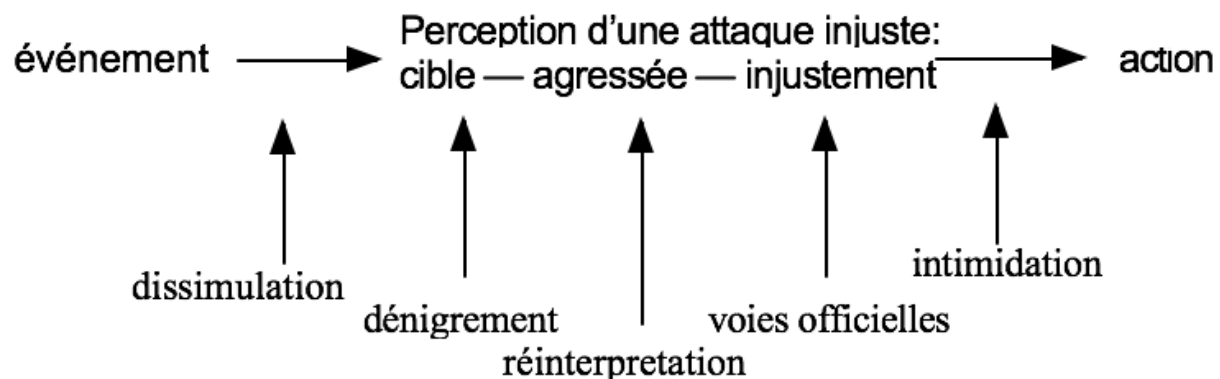 Perception d’une attaque injuste:
événement cible — agressée — injustement action
dissimulation
intimidation
dénigrement
voies officielles
réinterpretation